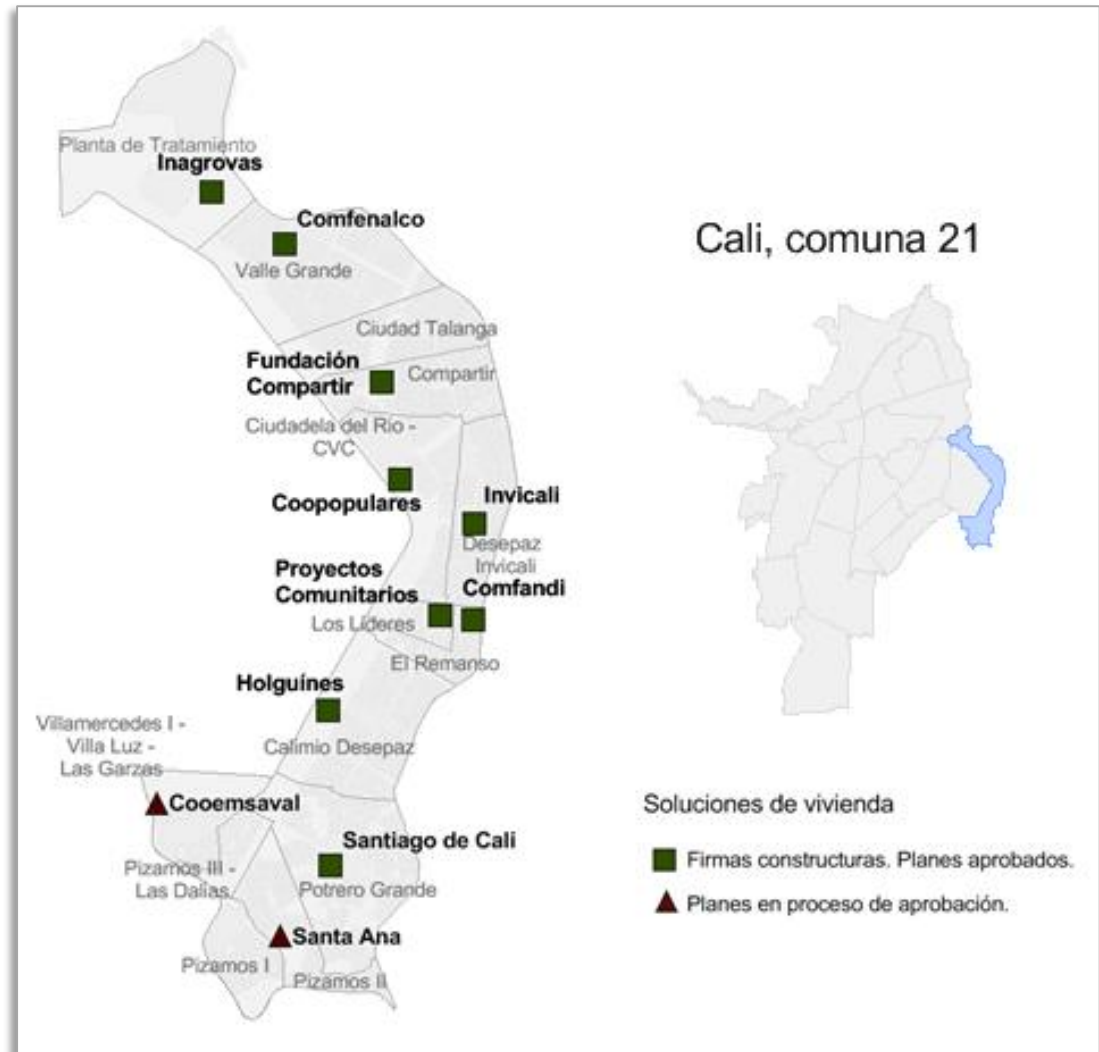 Planta de Tratamiento
Inagrovas
Comfenalco
Valle Grande
Cali, comuna 21
Ciudad Talanga
Fundación
Compartir
Compartir
Ciudadela del Río -
CVC
Coopopulares
Invicali
Desepaz
Invicali
Proyectos
Comunitarios
Comfandi
Los Líderes
El Remanso
Holguínes
Villamercedes I -
Villa Luz -
Las Garzas
Calimio Desepaz
Cooemsaval
Soluciones de vivienda
Santiago de Cali
Firmas constructuras. Planes aprobados.
Pizamos III -
Las Dalias
Potrero Grande
Planes en proceso de aprobación.
Santa Ana
Pizamos I
Pizamos II